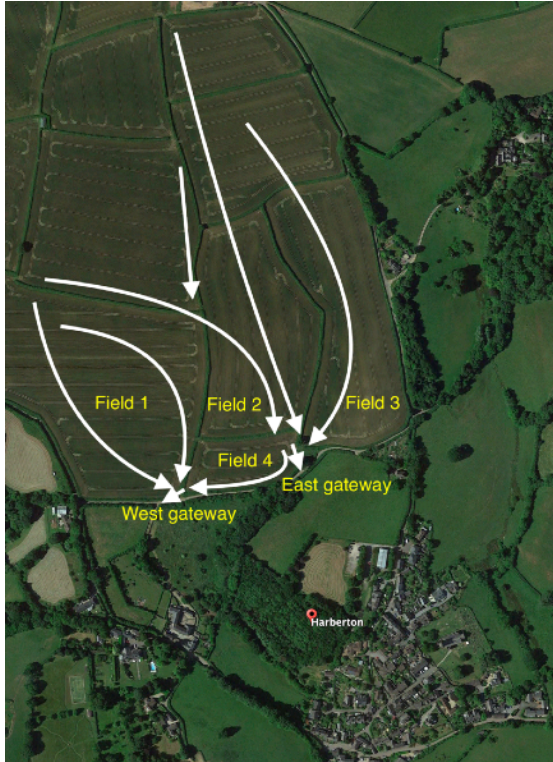 Field 1
Field 2
Field 3
Field 4
East gateway
West gateway
Harberton